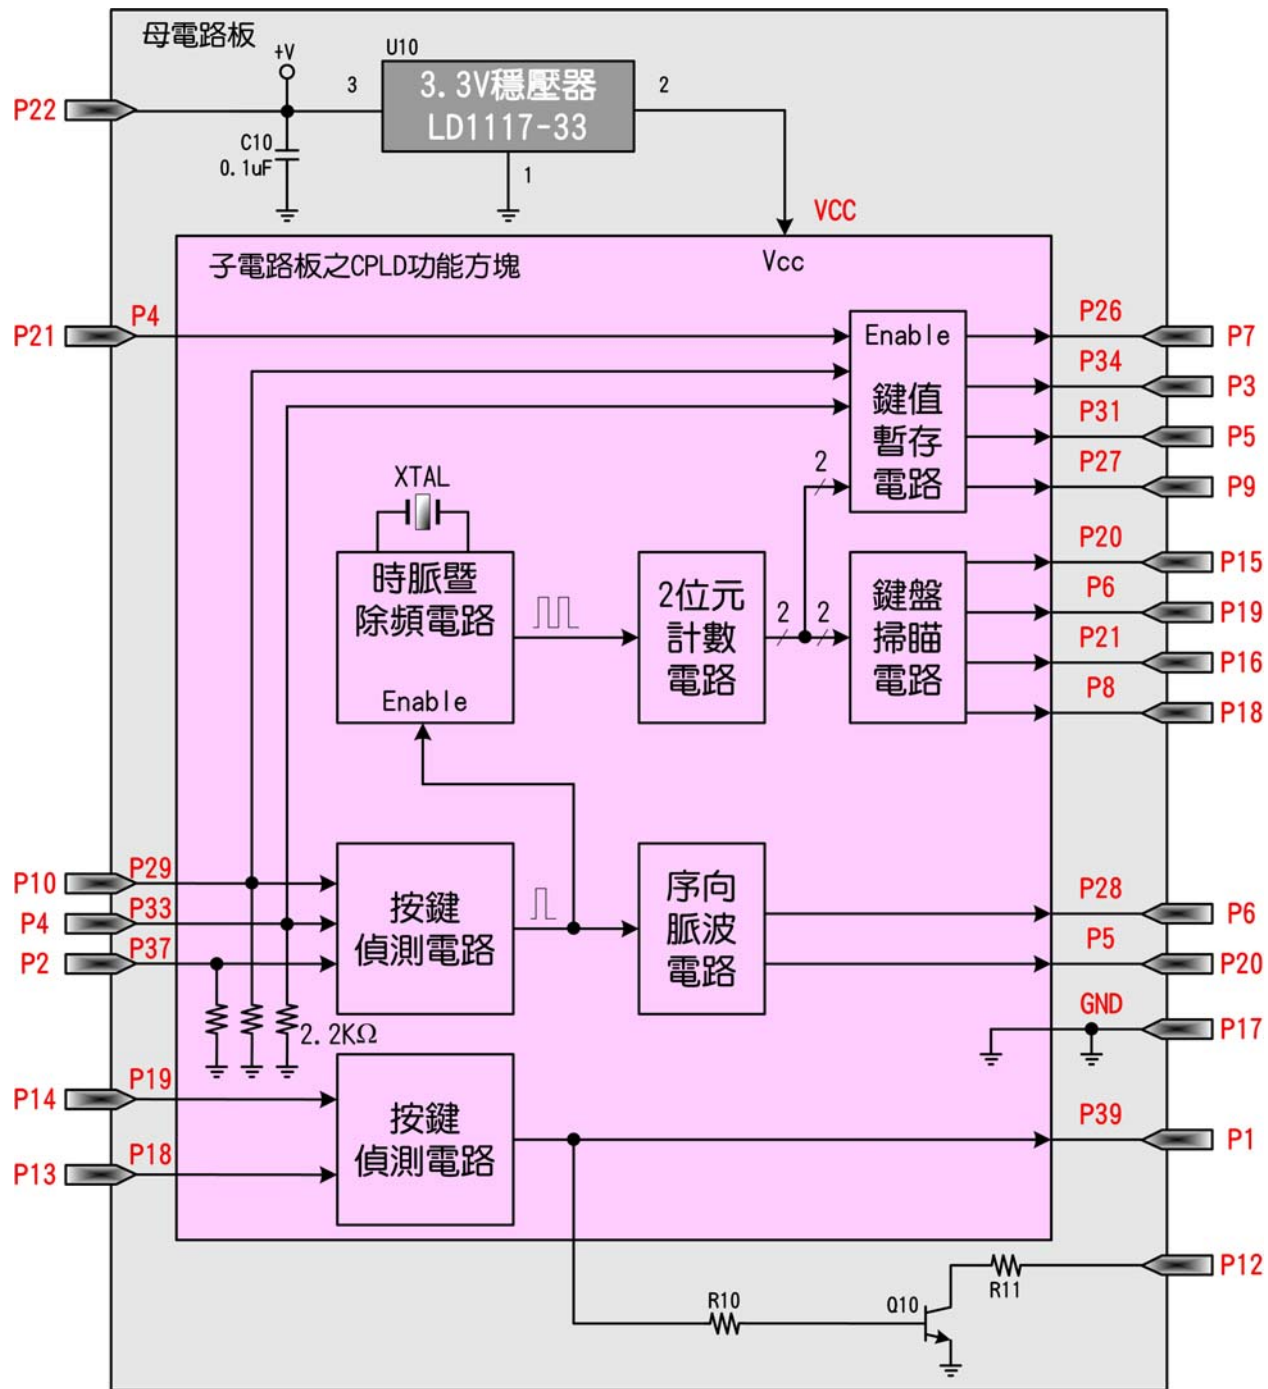 母電路板
+V
U10
3
3.3V穩壓器
LD1117-33
2
1
P22
C10
0.1uF
VCC
Vcc
子電路板之CPLD功能方塊
P21
P4
Enable
鍵值
暫存
電路
P26
P7
P34
P3
P31
P5
P27
P9
XTAL
時脈暨
除頻電路
Enable
2位元
計數
電路
2
2
2
鍵盤
掃瞄
電路
P20
P15
P6
P19
P21
P16
P8
P18
P10
P29
P4
P33
P2
P37
按鍵
偵測電路
序向
脈波
電路
P28
P6
P5
P20
2.2KΩ
GND
P17
P14
P19
P13
P18
按鍵
偵測電路
P39
P1
R10
Q10
R11
P12